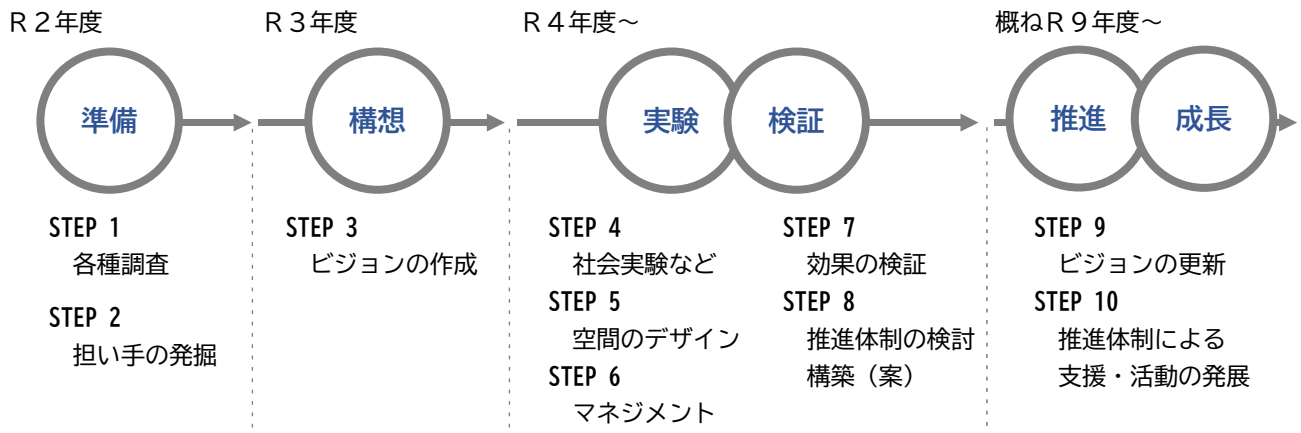 R2年度
準備
STEP 1
各種調査
STEP 2
担い手の発掘
R3年度
構想
STEP 3
ビジョンの作成
R4年度～
実験
検証
STEP 4
社会実験など
STEP 5
空間のデザイン
STEP 6
マネジメント
STEP 7
効果の検証
STEP 8
推進体制の検討
構築（案）
概ねR9年度～
推進
成長
STEP 9
ビジョンの更新
STEP 10
推進体制による
支援・活動の発展